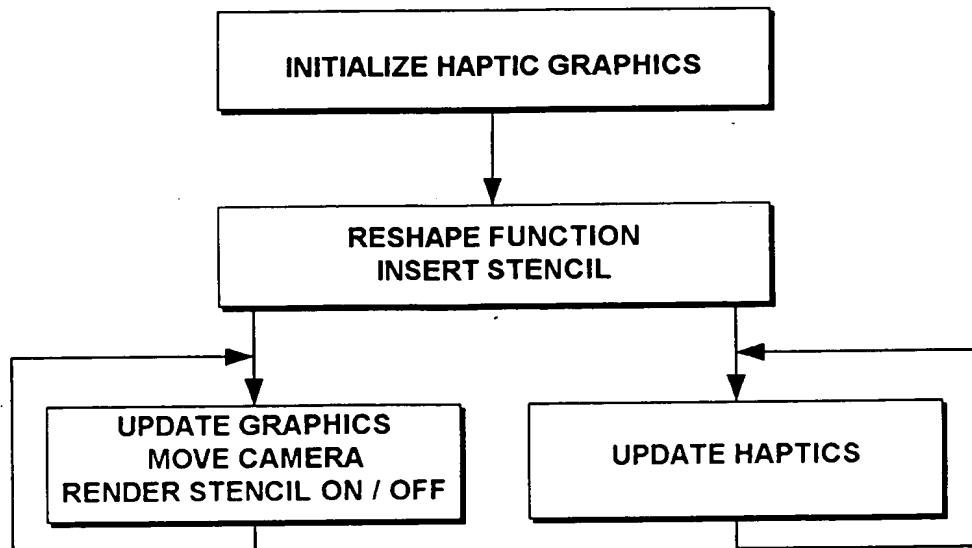 INITIALIZE HAPTIC GRAPHICS
RESHAPE FUNCTION
INSERT STENCIL
UPDATE GRAPHICS
MOVE CAMERA
RENDER STENCIL ON / OFF
UPDATE HAPTICS